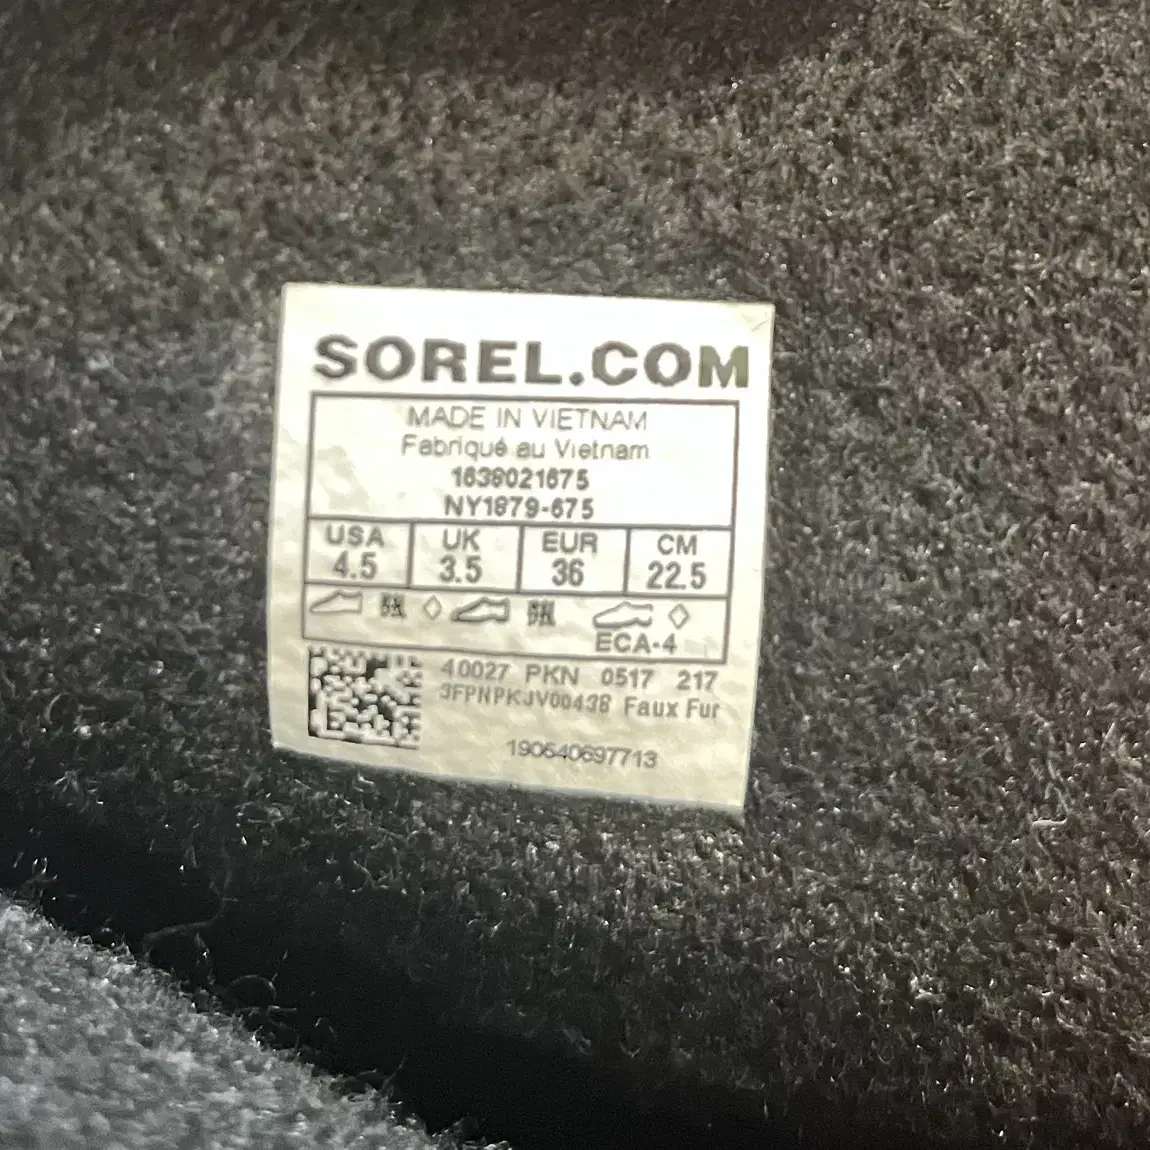 SOREL.COM
MADE IN VIETNAM
Fabriqué au Vietnam
1638021675
NY1879-675
USA UK EUR CM
4.5 3.5 36 22.5
ECA-4
40027 PKN 0517 217
3FPNPKJV00438 Faux Fur
190540697713